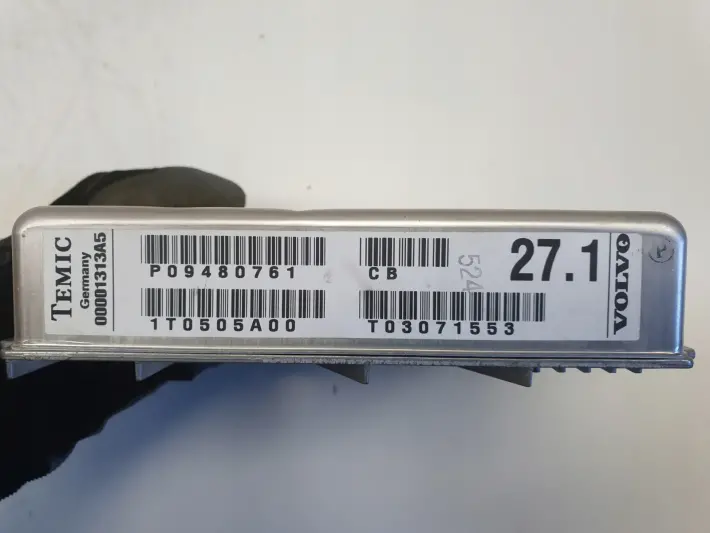 TEMIC
Germany
00001313A5
P09480761
1T0505A00
CB
524
T03071553
27.1
VOLVO